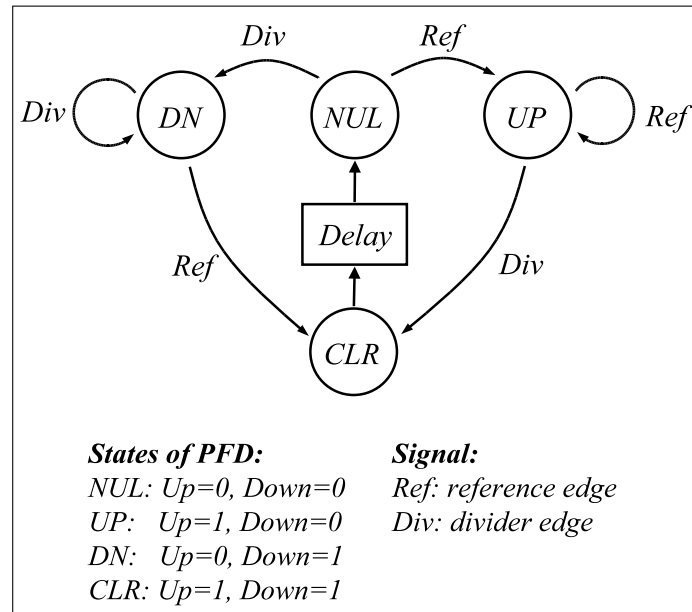 Div
Ref
Div
DN
NUL
UP
Ref
Delay
Ref
Div
CLR
States of PFD:
NUL: Up=0, Down=0
UP: Up=1, Down=0
DN: Up=0, Down=1
CLR: Up=1, Down=1
Signal:
Ref: reference edge
Div: divider edge